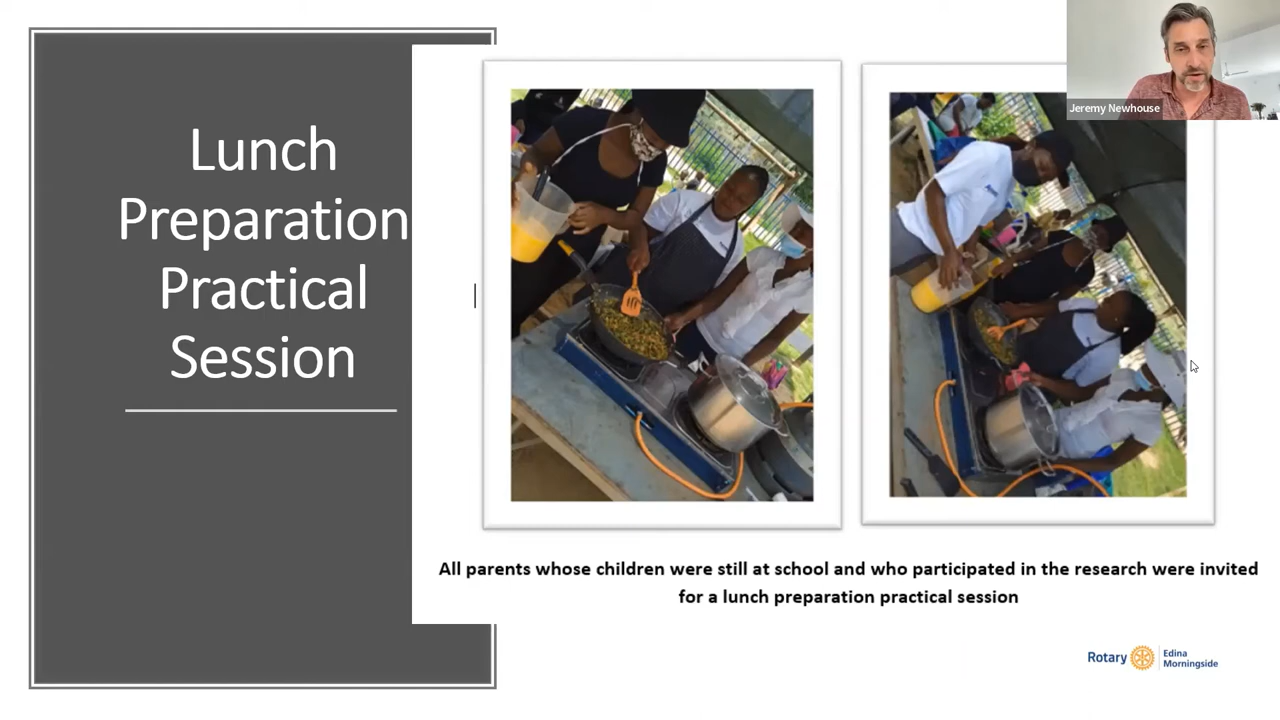 Lunch
Preparation
Practical
Session
Jeremy Newhouse
All parents whose children were still at school and who participated in the research were invited
for a lunch preparation practical session
Rotary
Edina
Morningside